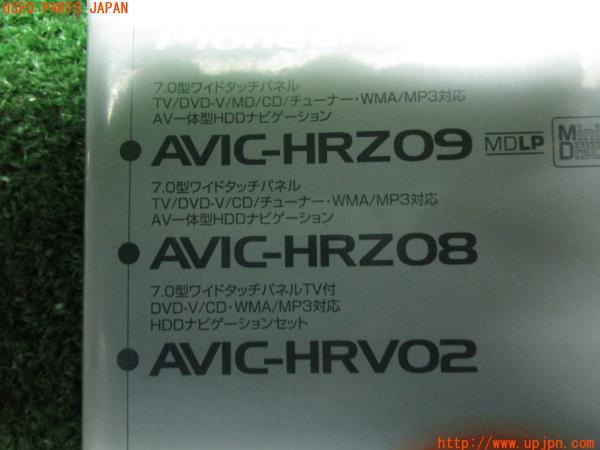 USED PARTS JAPAN
Pioneer
7.0型ワイドタッチパネル
TV/DVD-V/MD/CD/チューナー・WMA/MP3対応
AV一体型HDDナビゲーション
● AVIC-HRZ09 MDLP Mini Disc
7.0型ワイドタッチパネル
TV/DVD-V/CD/チューナー・WMA/MP3対応
AV一体型HDDナビゲーション
● AVIC-HRZ08
7.0型ワイドタッチパネルTV付
DVD-V/CD・WMA/MP3対応
HDDナビゲーションセット
● AVIC-HRV02
http://www.upjpn.com/